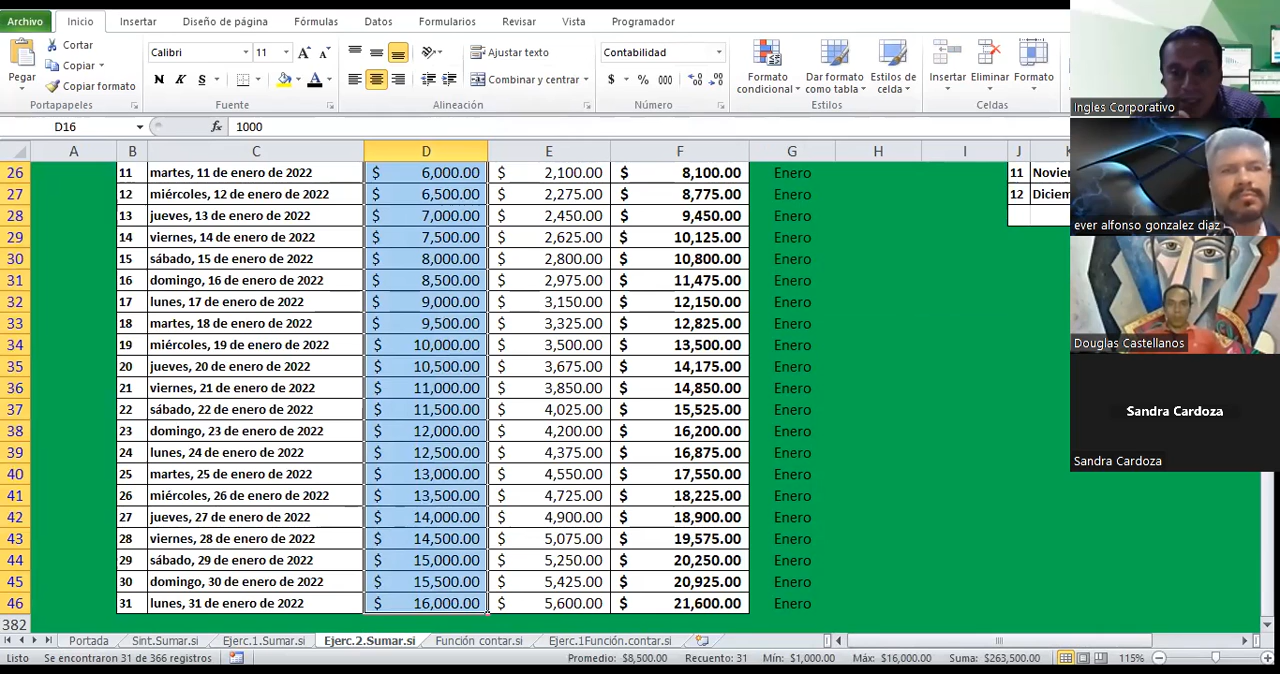 Archivo Inicio Insertar Diseño de página Fórmulas Datos Formularios Revisar Vista Programador
Pegar
Cortar
Copiar
Copiar formato
Portapapeles
Calibri 11
N K S
Fuente
Ajustar texto
Combinar y centrar
Alineación
Contabilidad
$ % 000
Número
Formato condicional
Dar formato como tabla
Estilos de celda
Estilos
Insertar Eliminar Formato
Celdas
D16 fx 1000
A B C D E F G H I J K
26 11 martes, 11 de enero de 2022 $ 6,000.00 $ 2,100.00 $ 8,100.00 Enero 11 Noviem
27 12 miércoles, 12 de enero de 2022 $ 6,500.00 $ 2,275.00 $ 8,775.00 Enero 12 Diciem
28 13 jueves, 13 de enero de 2022 $ 7,000.00 $ 2,450.00 $ 9,450.00 Enero
29 14 viernes, 14 de enero de 2022 $ 7,500.00 $ 2,625.00 $ 10,125.00 Enero
30 15 sábado, 15 de enero de 2022 $ 8,000.00 $ 2,800.00 $ 10,800.00 Enero
31 16 domingo, 16 de enero de 2022 $ 8,500.00 $ 2,975.00 $ 11,475.00 Enero
32 17 lunes, 17 de enero de 2022 $ 9,000.00 $ 3,150.00 $ 12,150.00 Enero
33 18 martes, 18 de enero de 2022 $ 9,500.00 $ 3,325.00 $ 12,825.00 Enero
34 19 miércoles, 19 de enero de 2022 $ 10,000.00 $ 3,500.00 $ 13,500.00 Enero
35 20 jueves, 20 de enero de 2022 $ 10,500.00 $ 3,675.00 $ 14,175.00 Enero
36 21 viernes, 21 de enero de 2022 $ 11,000.00 $ 3,850.00 $ 14,850.00 Enero
37 22 sábado, 22 de enero de 2022 $ 11,500.00 $ 4,025.00 $ 15,525.00 Enero
38 23 domingo, 23 de enero de 2022 $ 12,000.00 $ 4,200.00 $ 16,200.00 Enero
39 24 lunes, 24 de enero de 2022 $ 12,500.00 $ 4,375.00 $ 16,875.00 Enero
40 25 martes, 25 de enero de 2022 $ 13,000.00 $ 4,550.00 $ 17,550.00 Enero
41 26 miércoles, 26 de enero de 2022 $ 13,500.00 $ 4,725.00 $ 18,225.00 Enero
42 27 jueves, 27 de enero de 2022 $ 14,000.00 $ 4,900.00 $ 18,900.00 Enero
43 28 viernes, 28 de enero de 2022 $ 14,500.00 $ 5,075.00 $ 19,575.00 Enero
44 29 sábado, 29 de enero de 2022 $ 15,000.00 $ 5,250.00 $ 20,250.00 Enero
45 30 domingo, 30 de enero de 2022 $ 15,500.00 $ 5,425.00 $ 20,925.00 Enero
46 31 lunes, 31 de enero de 2022 $ 16,000.00 $ 5,600.00 $ 21,600.00 Enero
382
Portada Sint.Sumar.si Ejerc.1.Sumar.si Ejerc.2.Sumar.si Función contar.si Ejerc.1Función.contar.si
Listo Se encontraron 31 de 366 registros Promedio: $8,500.00 Recuento: 31 Mín: $1,000.00 Máx: $16,000.00 Suma: $263,500.00 115%
Ingles Corporativo
ever alfonso gonzalez diaz
Douglas Castellanos
Sandra Cardoza
Sandra Cardoza